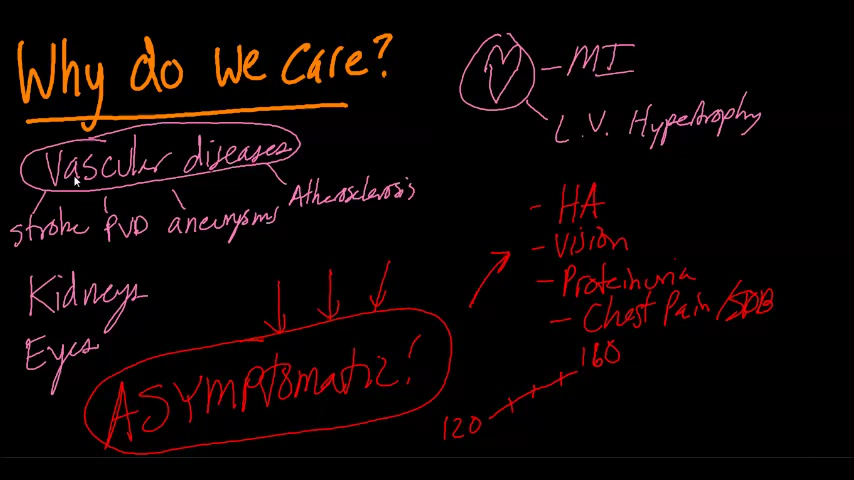 Why do we care?
Vascular diseases
stroke PVD aneurysms Atherosclerosis
Kidneys
Eyes
ASYMPtomatic!
- MI
L.V. Hypertrophy
- HA
- Vision
- Proteinuria
- Chest Pain / SOB
160
120